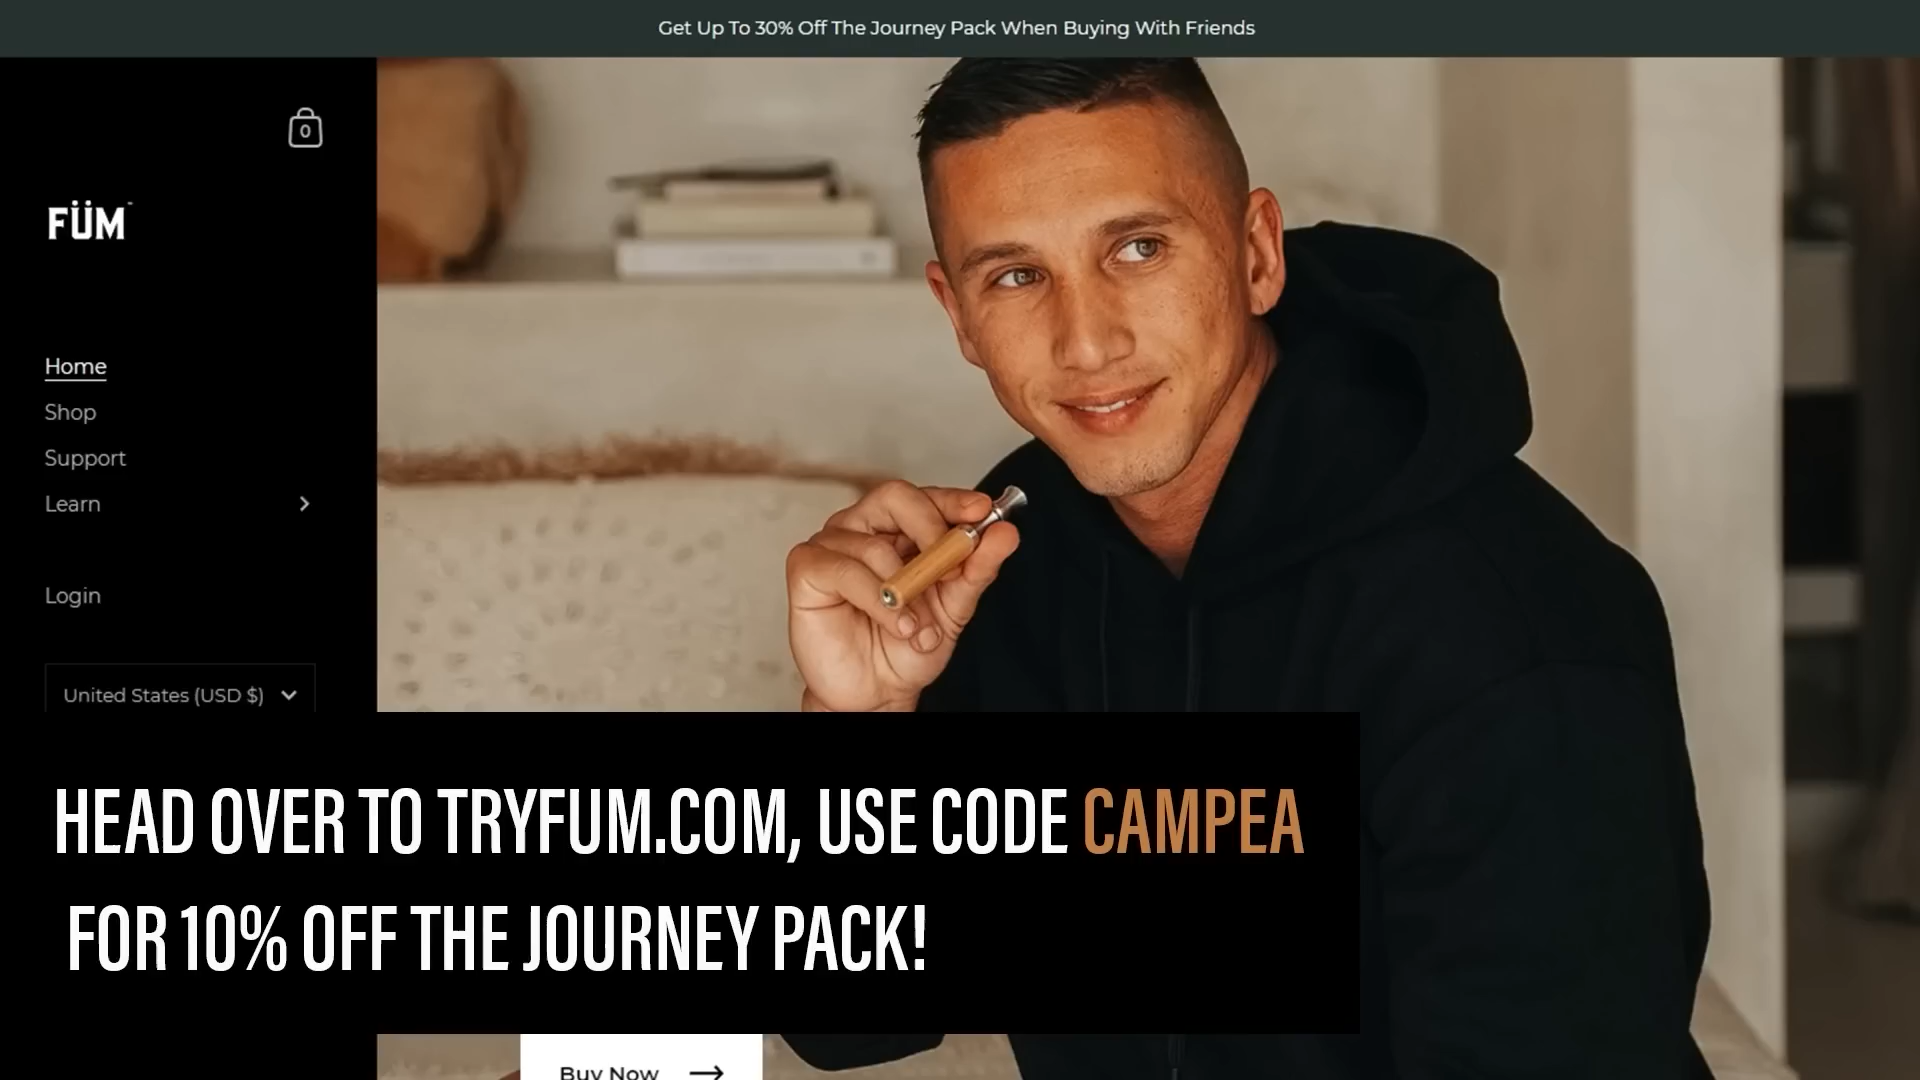 Get Up To 30% Off The Journey Pack When Buying With Friends
0
FÜM
Home
Shop
Support
Learn
Login
United States (USD $)
HEAD OVER TO TRYFUM.COM, USE CODE CAMPEA
FOR 10% OFF THE JOURNEY PACK!
Buy Now